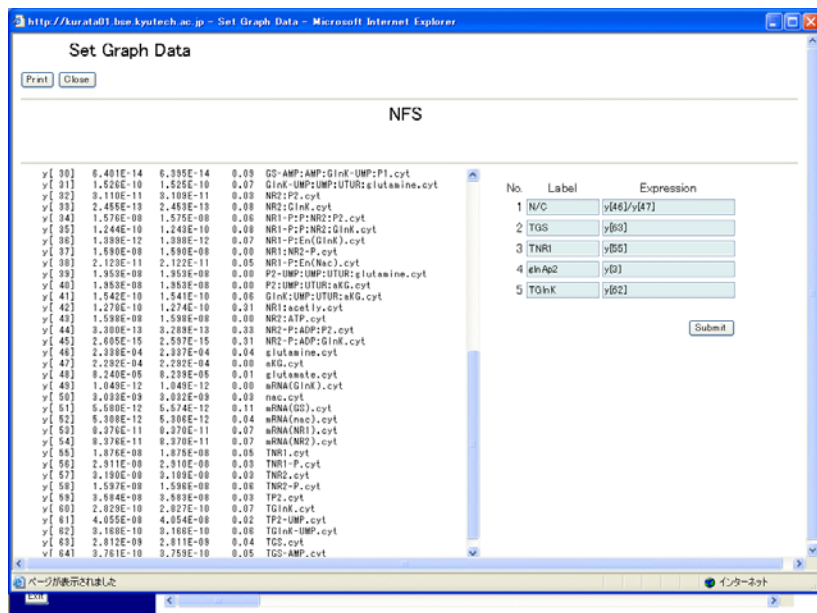 http://kurata01.bse.kyutech.ac.jp - Set Graph Data - Microsoft Internet Explorer
Set Graph Data
Print Close
NFS
y[ 30] 6.401E-14 6.395E-14 0.09 GS-AMP:AMP:GlnK-UMP:P1.cyt
y[ 31] 1.526E-10 1.525E-10 0.07 GlnK-UMP:UMP:UTUR:glutamine.cyt
y[ 32] 3.110E-11 3.109E-11 0.03 NR2:P2.cyt
y[ 33] 2.455E-13 2.453E-13 0.08 NR2:GlnK.cyt
y[ 34] 1.576E-08 1.575E-08 0.06 NR1-P:P:NR2:P2.cyt
y[ 35] 1.244E-10 1.243E-10 0.08 NR1-P:P:NR2:GlnK.cyt
y[ 36] 1.399E-12 1.398E-12 0.07 NR1-P:En(GlnK).cyt
y[ 37] 1.590E-08 1.590E-08 0.00 NR1:NR2-P.cyt
y[ 38] 2.123E-11 2.122E-11 0.05 NR1-P:En(Nac).cyt
y[ 39] 1.953E-08 1.953E-08 0.00 P2-UMP:UMP:UTUR:glutamine.cyt
y[ 40] 1.953E-08 1.953E-08 0.00 P2:UMP:UTUR:aKG.cyt
y[ 41] 1.542E-10 1.541E-10 0.06 GlnK:UMP:UTUR:aKG.cyt
y[ 42] 1.278E-10 1.274E-10 0.31 NRI:acetly.cyt
y[ 43] 1.598E-08 1.598E-08 0.00 NR2:ATP.cyt
y[ 44] 3.300E-13 3.289E-13 0.33 NR2-P:ADP:P2.cyt
y[ 45] 2.605E-15 2.597E-15 0.31 NR2-P:ADP:GlnK.cyt
y[ 46] 2.338E-04 2.337E-04 0.04 glutamine.cyt
y[ 47] 2.292E-04 2.292E-04 0.00 aKG.cyt
y[ 48] 8.240E-05 8.239E-05 0.01 glutamate.cyt
y[ 49] 1.049E-12 1.049E-12 0.00 mRNA(GlnK).cyt
y[ 50] 3.033E-09 3.032E-09 0.03 nac.cyt
y[ 51] 5.580E-12 5.574E-12 0.11 mRNA(GS).cyt
y[ 52] 5.308E-12 5.306E-12 0.04 mRNA(nac).cyt
y[ 53] 8.376E-11 8.370E-11 0.07 mRNA(NR1).cyt
y[ 54] 8.376E-11 8.370E-11 0.07 mRNA(NR2).cyt
y[ 55] 1.876E-08 1.875E-08 0.05 TNR1.cyt
y[ 56] 2.911E-08 2.910E-08 0.03 TNR1-P.cyt
y[ 57] 3.190E-08 3.189E-08 0.03 TNR2.cyt
y[ 58] 1.597E-08 1.596E-08 0.06 TNR2-P.cyt
y[ 59] 3.584E-08 3.583E-08 0.03 TP2.cyt
y[ 60] 2.829E-10 2.827E-10 0.07 TGlnK.cyt
y[ 61] 4.055E-08 4.054E-08 0.02 TP2-UMP.cyt
y[ 62] 3.168E-10 3.166E-10 0.06 TGlnK-UMP.cyt
y[ 63] 2.812E-09 2.811E-09 0.04 TGS.cyt
y[ 64] 3.761E-10 3.759E-10 0.05 TGS-AMP.cyt
No. Label Expression
1 N/C y[46]/y[47]
2 TGS y[63]
3 TNR1 y[55]
4 glnAp2 y[3]
5 TGlnK y[62]
Submit
ページが表示されました
インターネット
Exit